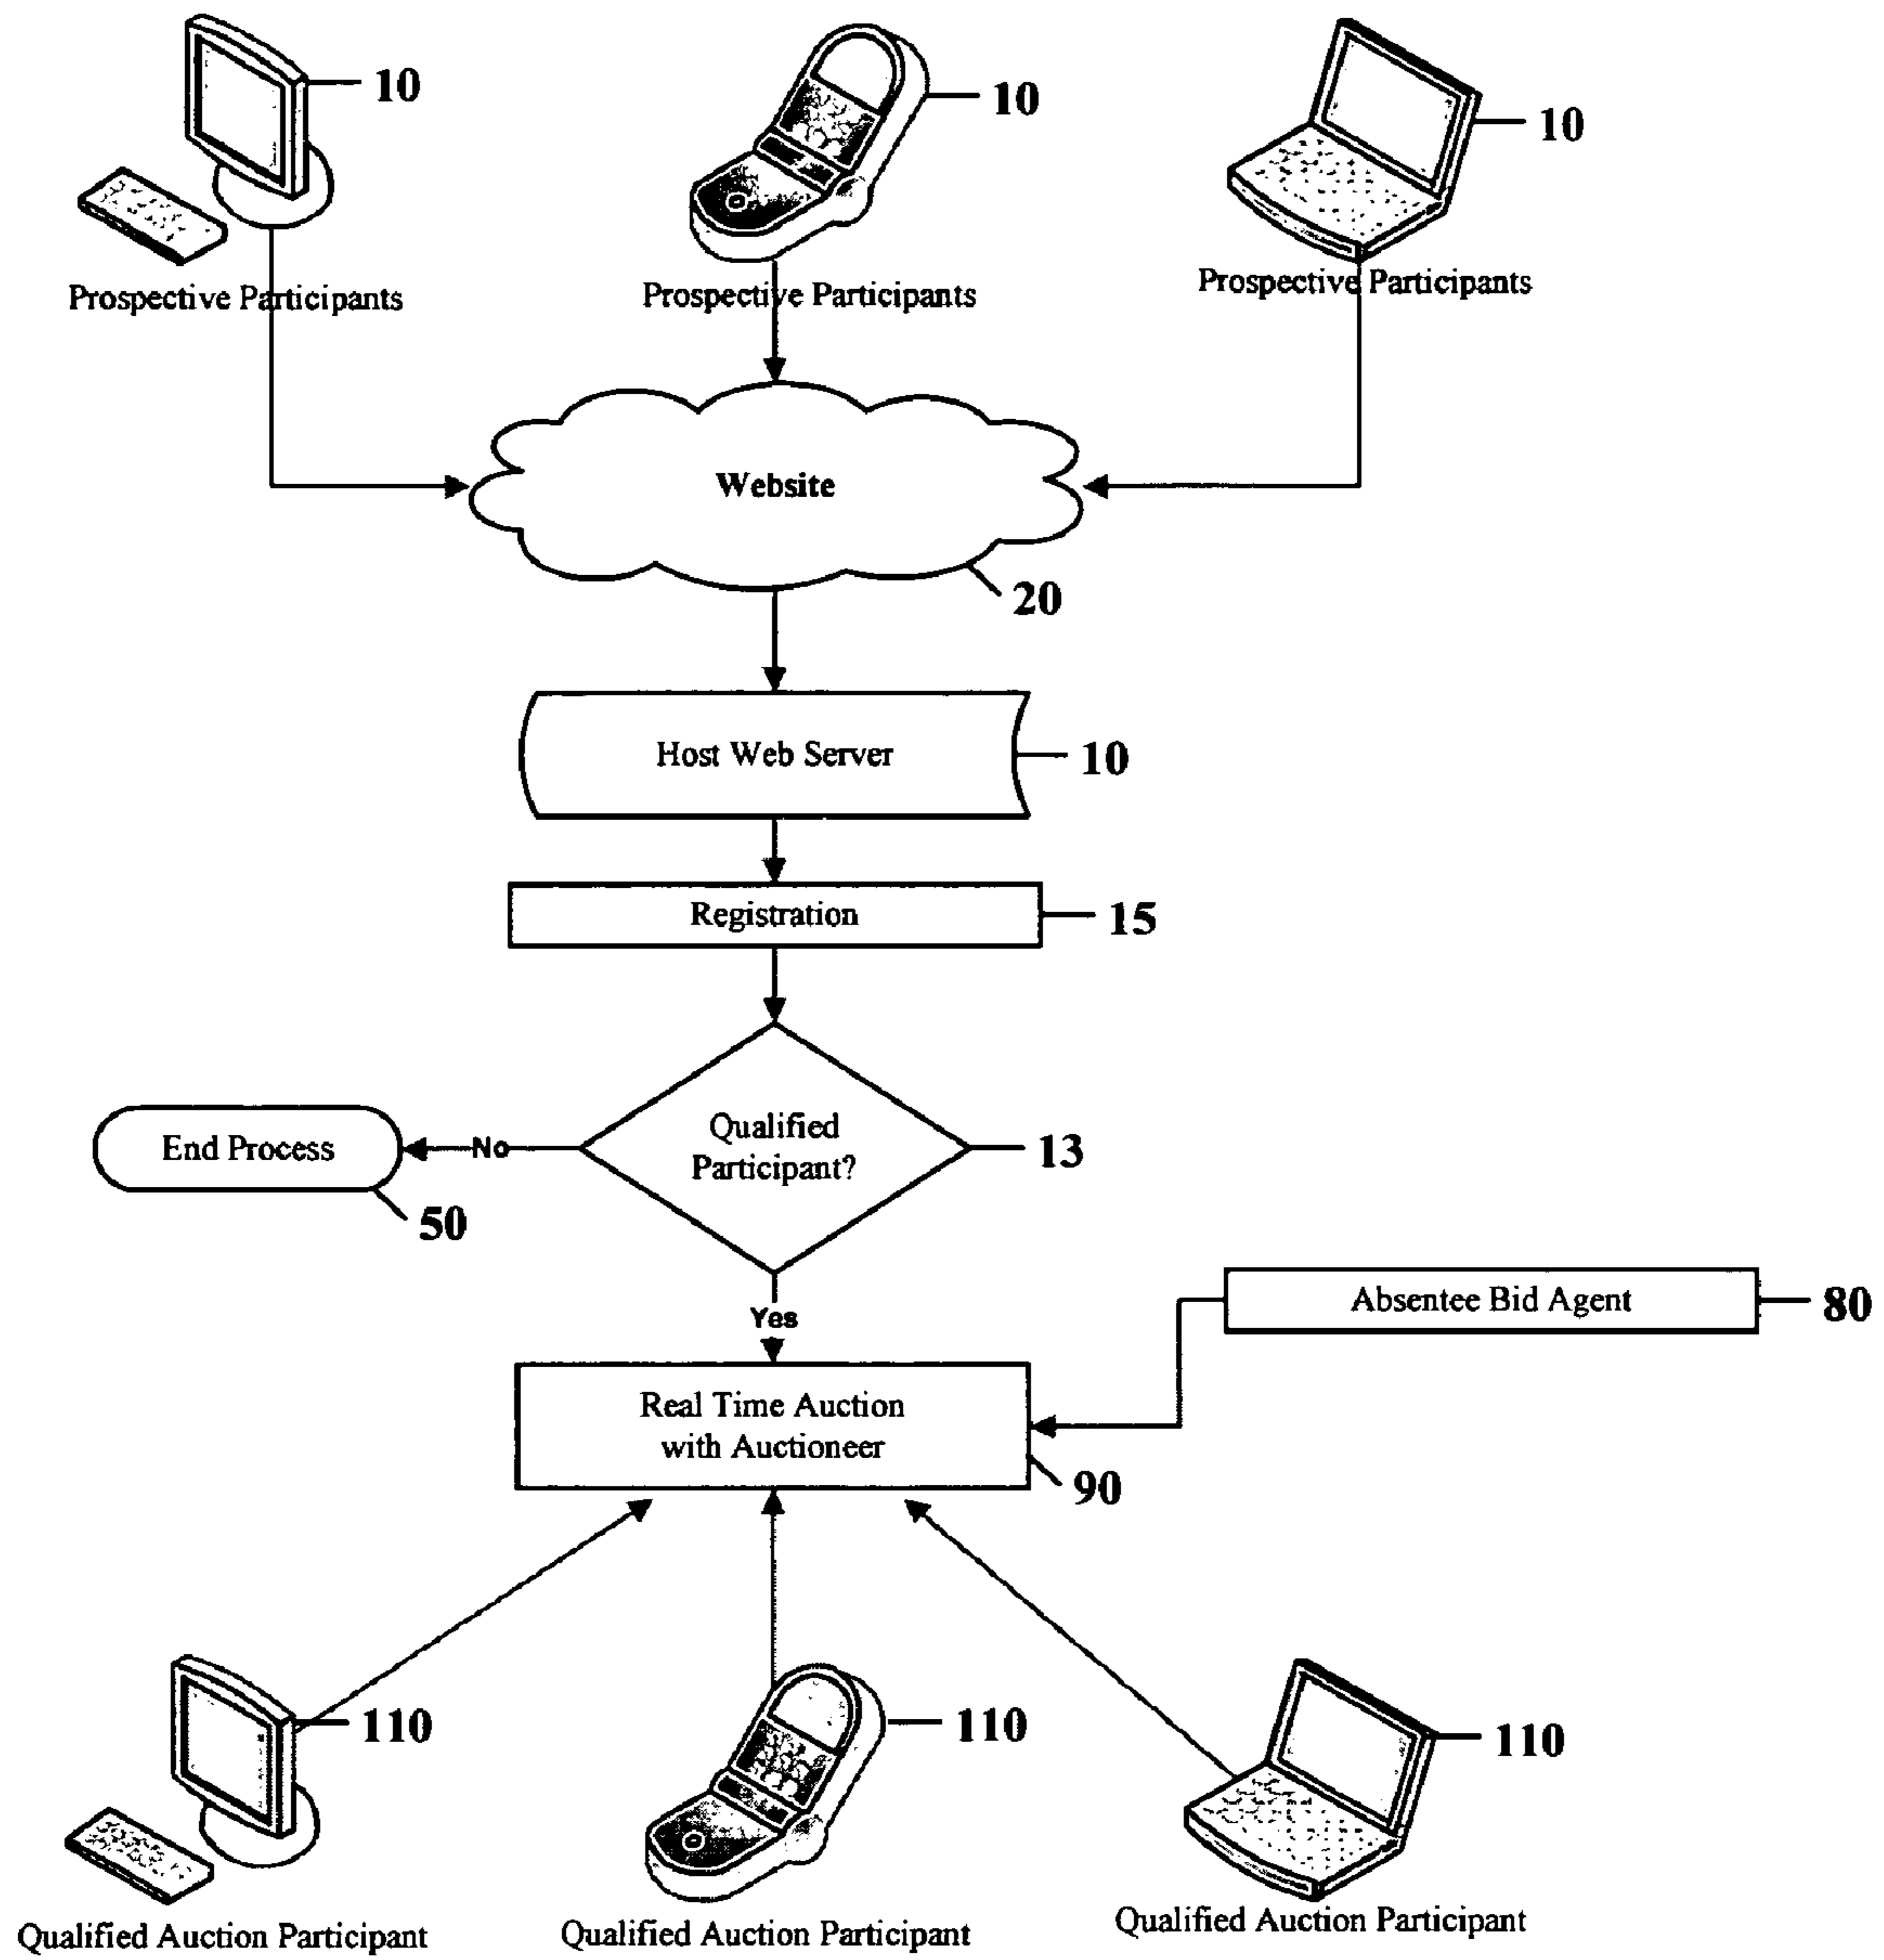 10
10
10
Prospective Participants
Prospective Participants
Prospective Participants
Website
20
Host Web Server
10
Registration
15
Qualified
Participant?
13
End Process
No
50
Yes
Absentee Bid Agent
80
Real Time Auction
with Auctioneer
90
110
110
110
Qualified Auction Participant
Qualified Auction Participant
Qualified Auction Participant